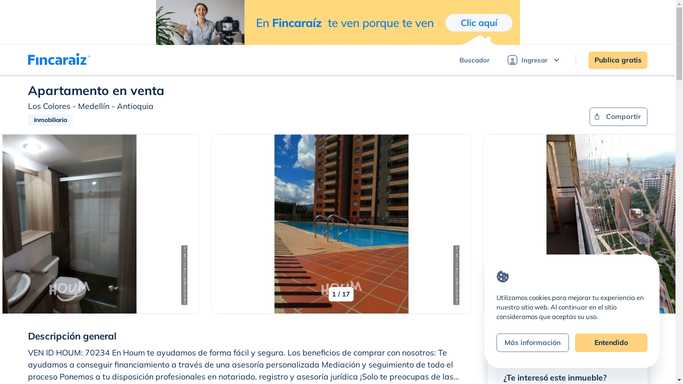 En Fincaraíz te ven porque te ven
Clic aquí
Fincaraiz
Buscador
Ingresar
Publica gratis
Apartamento en venta
Los Colores - Medellín - Antioquia
Inmobiliaria
Compartir
HOUM
HOUM
1 / 17
Utilizamos cookies para mejorar tu experiencia en
nuestro sitio web. Al continuar en el sitio
consideramos que aceptas su uso.
Más información
Entendido
Descripción general
VEN ID HOUM: 70234 En Houm te ayudamos de forma fácil y segura. Los beneficios de comprar con nosotros: Te
ayudamos a conseguir financiamiento a través de una asesoría personalizada Mediación y seguimiento de todo el
proceso Ponemos a tu disposición profesionales en notariado, registro y asesoría jurídica ¡Solo te preocupas de las...
¿Te interesó este inmueble?